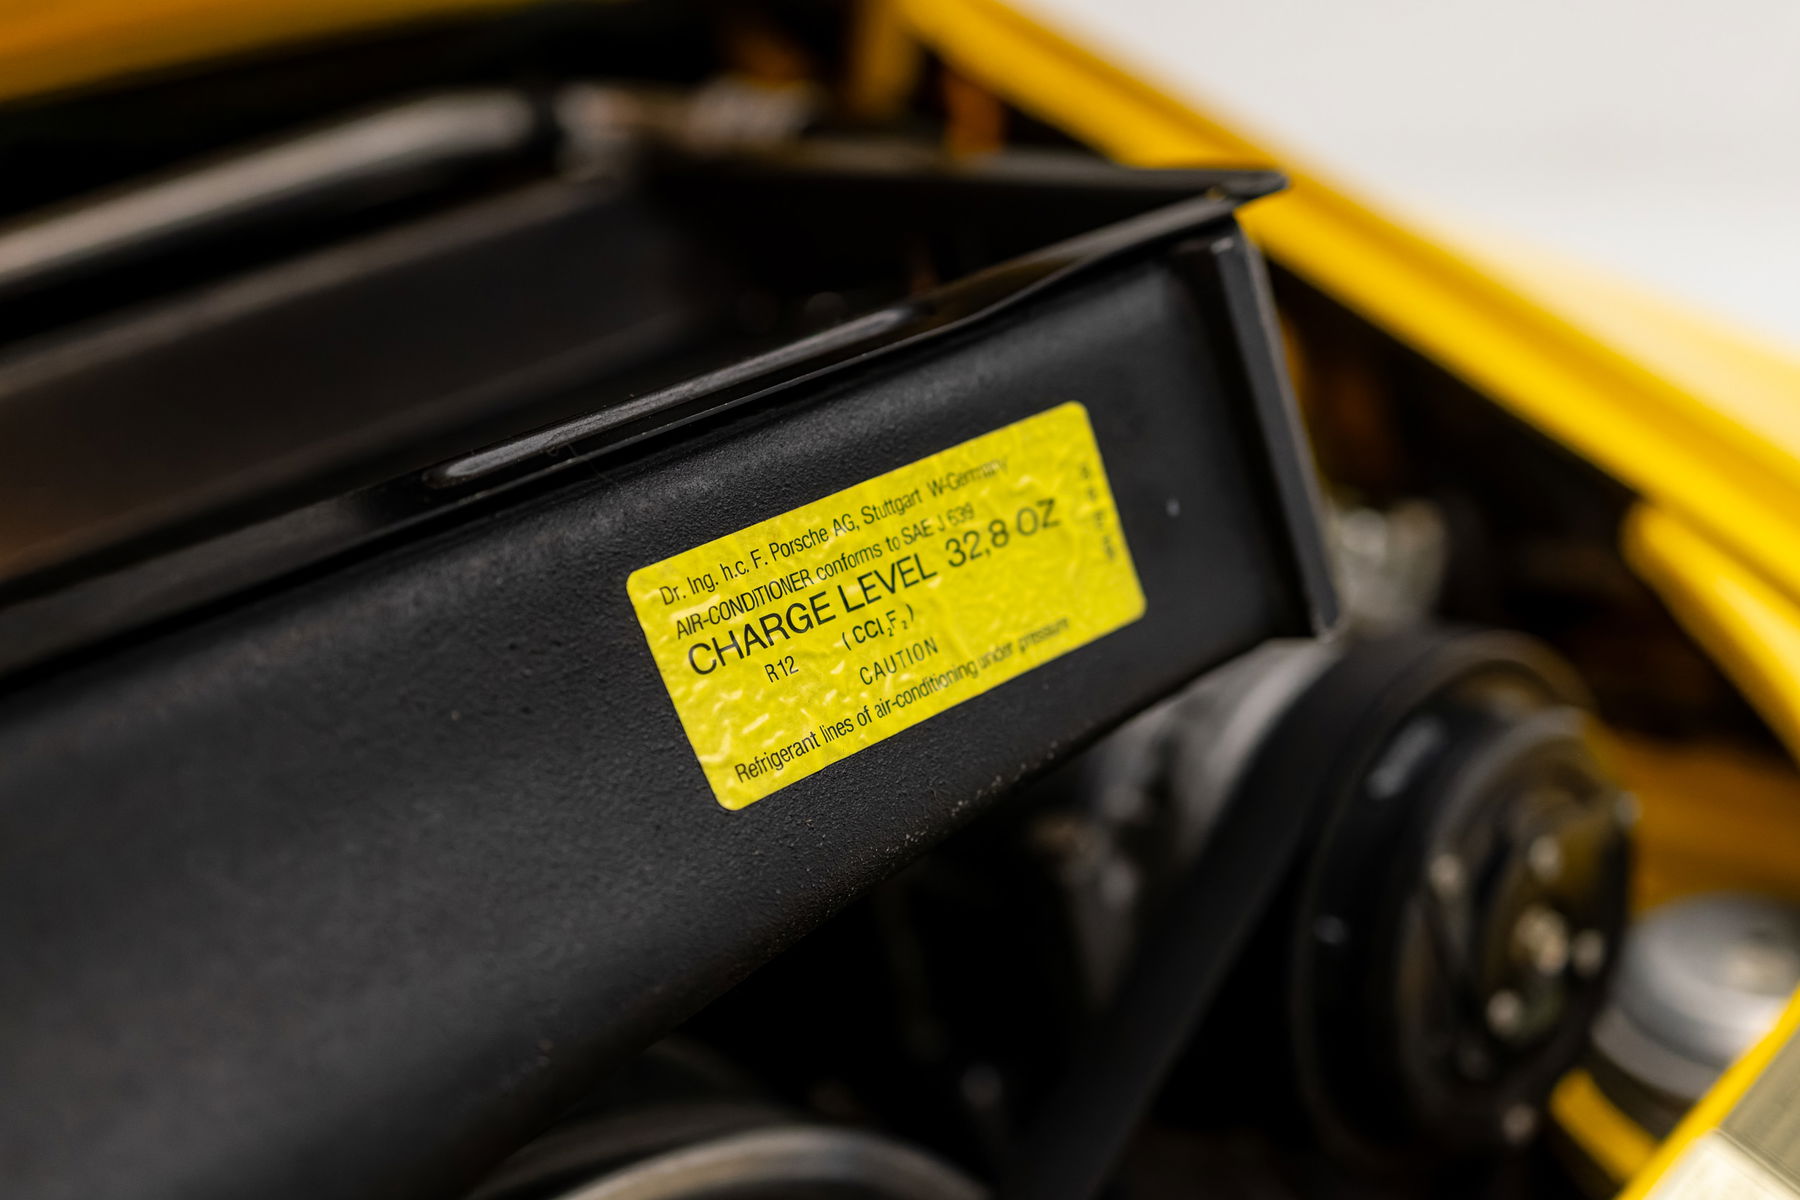 Dr. Ing. h.c. F. Porsche AG, Stuttgart W-Germany
AIR-CONDITIONER conforms to SAE J 639
CHARGE LEVEL 32,8 OZ
R12 (CCl₂F₂)
CAUTION
Refrigerant lines of air-conditioning under pressure